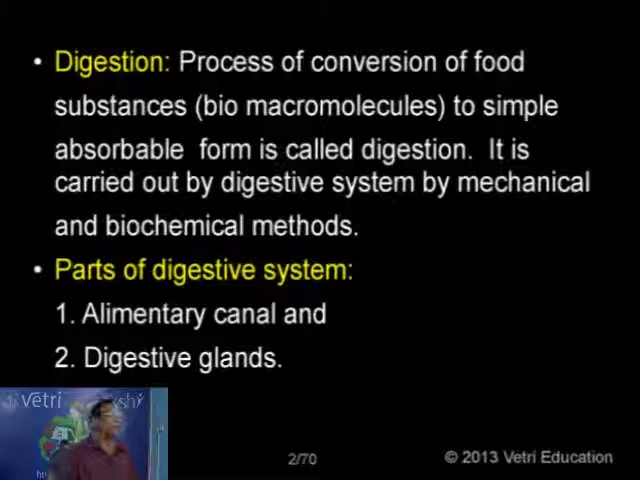 • Digestion: Process of conversion of food
substances (bio macromolecules) to simple
absorbable form is called digestion. It is
carried out by digestive system by mechanical
and biochemical methods.
• Parts of digestive system:
1. Alimentary canal and
2. Digestive glands.
vetri
2/70
© 2013 Vetri Education